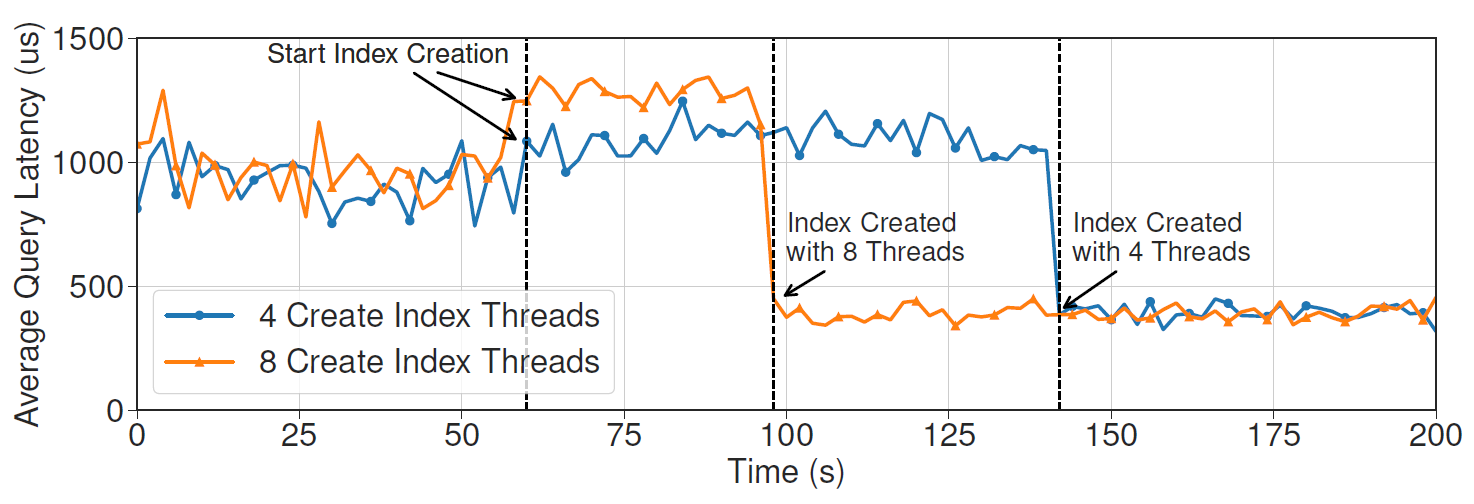 Average Query Latency (us)
1500
1000
500
0
Start Index Creation
Index Created
with 8 Threads
Index Created
with 4 Threads
4 Create Index Threads
8 Create Index Threads
0 25 50 75 100 125 150 175 200
Time (s)